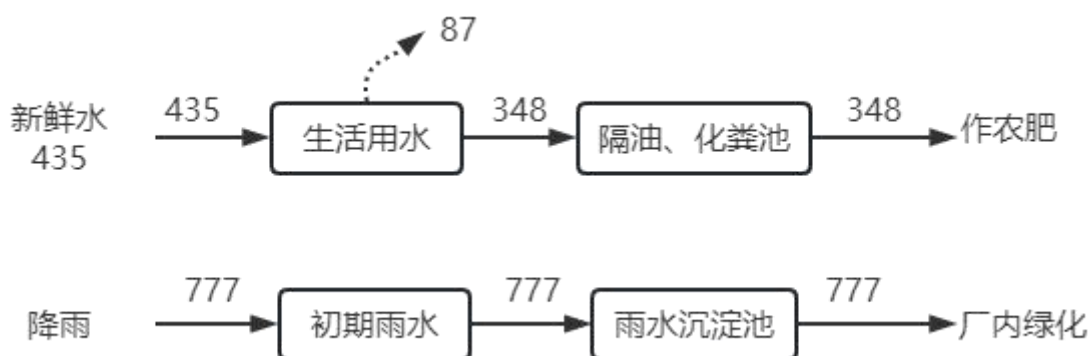 87
新鲜水
435
435
生活用水
348
隔油、化粪池
348
作农肥
降雨
777
初期雨水
777
雨水沉淀池
777
厂内绿化